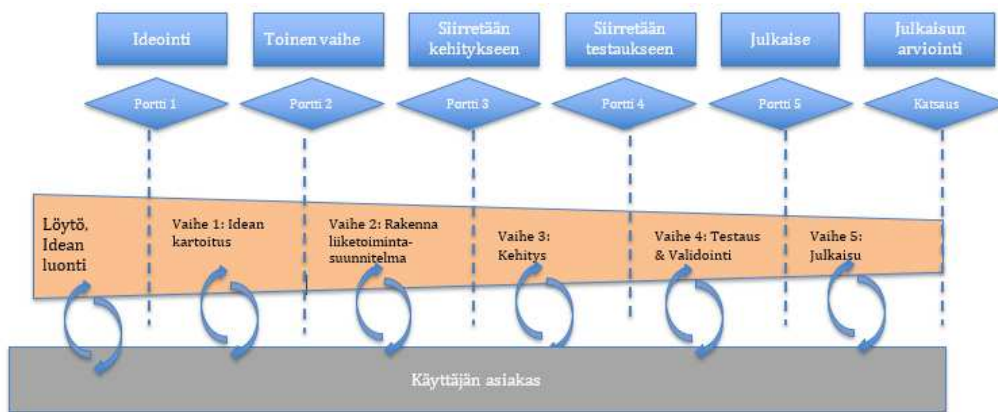 Ideointi
Toinen vaihe
Siirretään
kehitykseen
Siirretään
testaukseen
Julkaise
Julkaisun
arviointi
Portti 1
Portti 2
Portti 3
Portti 4
Portti 5
Katsaus
Löytö,
Idean
luonti
Vaihe 1: Idean
kartoitus
Vaihe 2: Rakenna
liiketoiminta-
suunnitelma
Vaihe 3:
Kehitys
Vaihe 4: Testaus
& Validointi
Vaihe 5:
Julkaisu
Käyttäjän asiakas